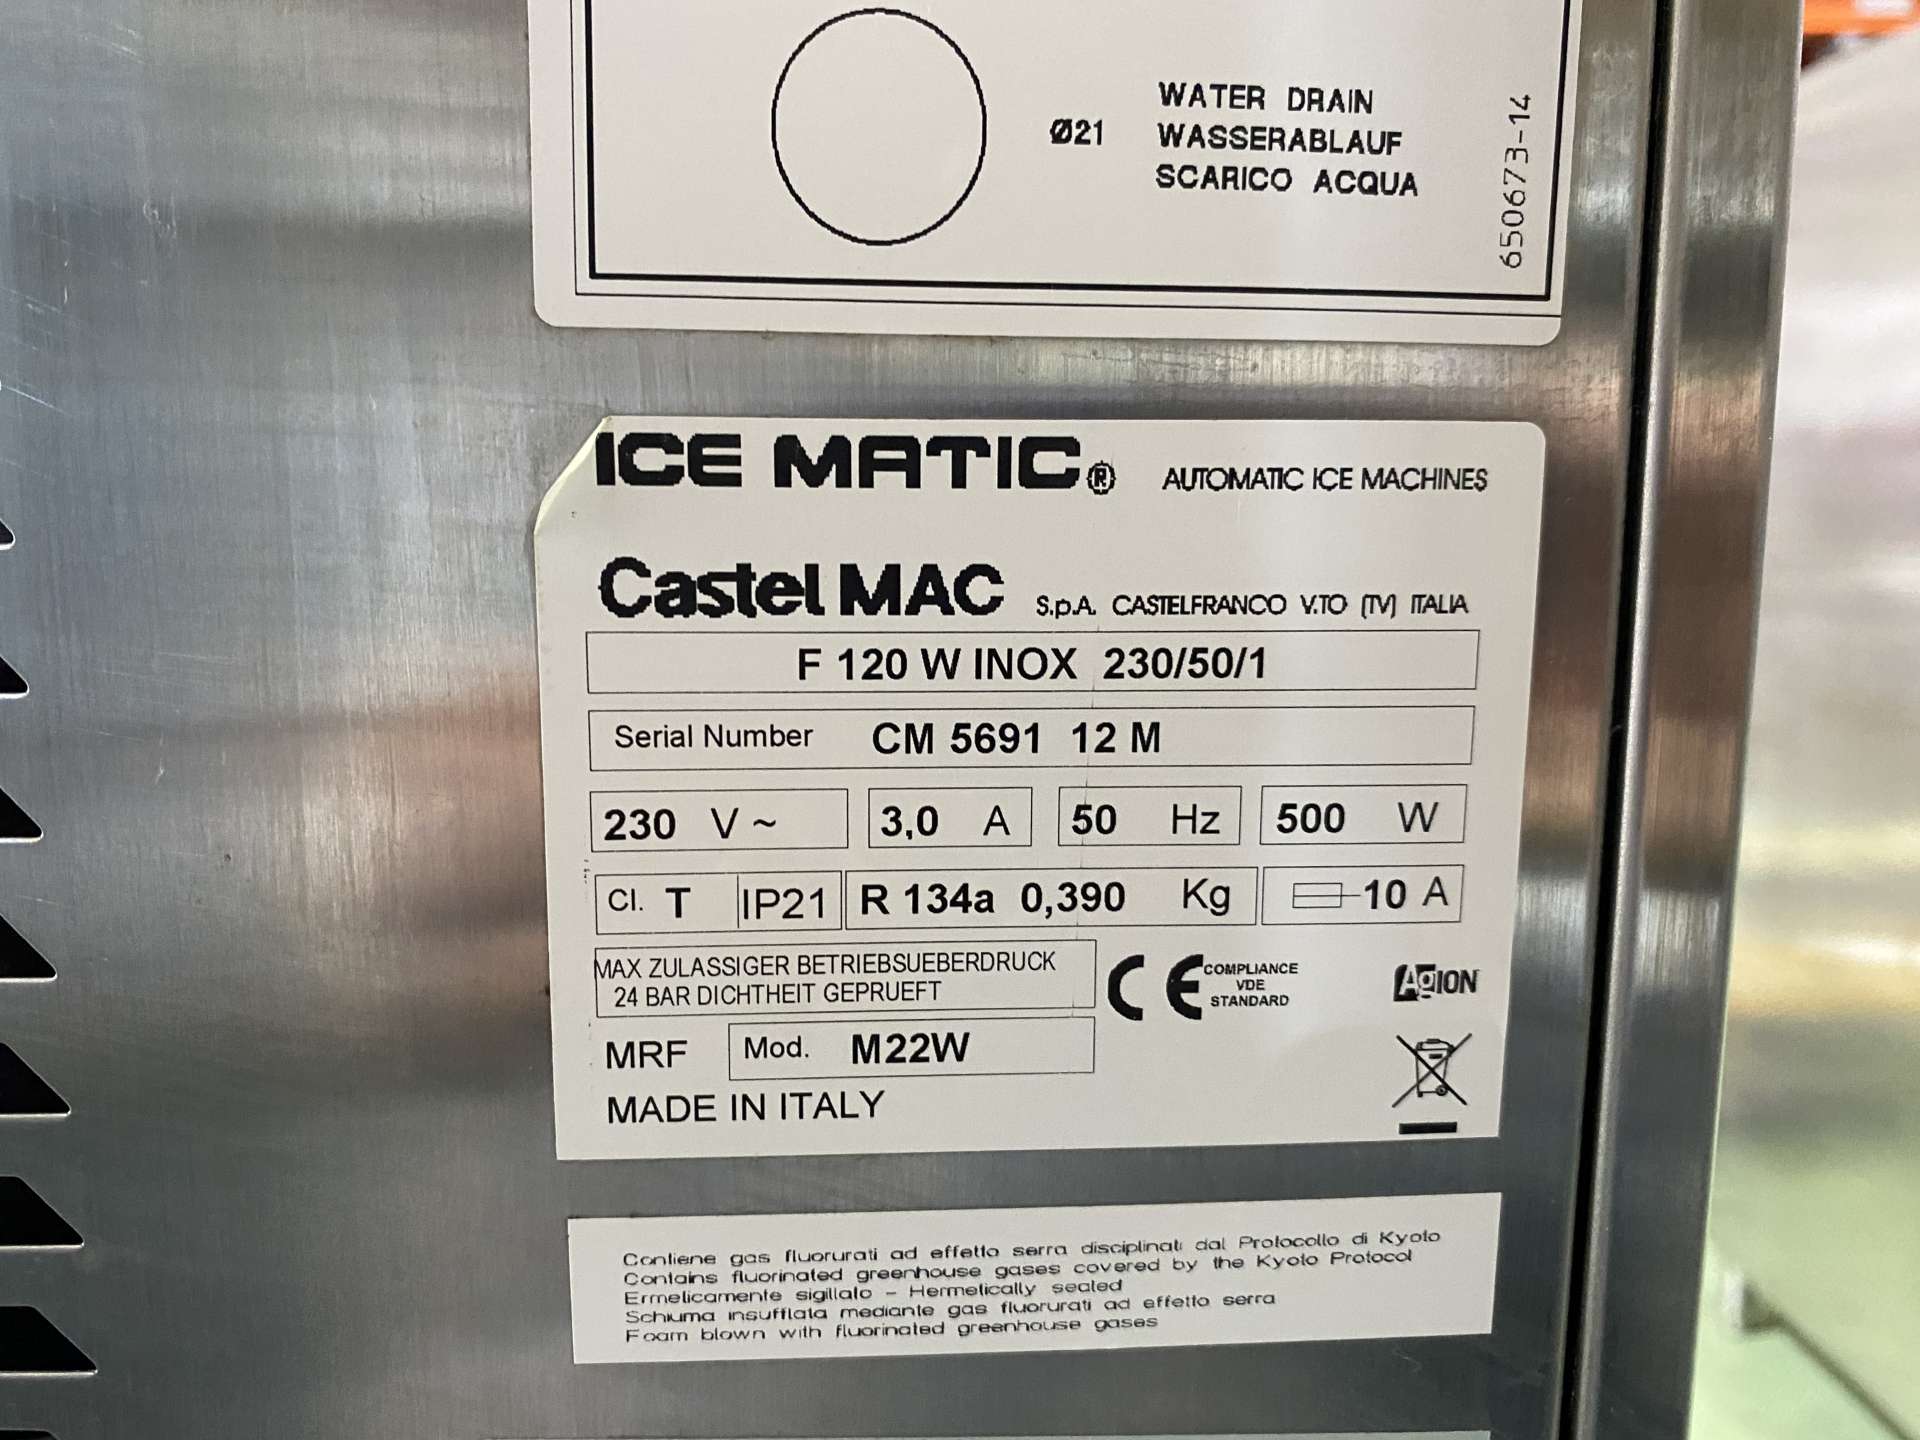 WATER DRAIN
Ø21 WASSERABLAUF
SCARICO ACQUA
650673-14
ICE MATIC® AUTOMATIC ICE MACHINES
Castel MAC S.p.A. CASTELFRANCO V.TO (TV) ITALIA
F 120 W INOX 230/50/1
Serial Number CM 5691 12 M
230 V ~ 3,0 A 50 Hz 500 W
Cl. T IP21 R 134a 0,390 Kg 10 A
MAX ZULASSIGER BETRIEBSUEBERDRUCK
24 BAR DICHTHEIT GEPRUEFT
CE COMPLIANCE
VDE
STANDARD
AgION
MRF Mod. M22W
MADE IN ITALY
Contiene gas fluorurati ad effetto serra disciplinati dal Protocollo di Kyoto
Contains fluorinated greenhouse gases covered by the Kyoto Protocol
Ermeticamente sigillato - Hermetically sealed
Schiuma insufflata mediante gas fluorurati ad effetto serra
Foam blown with fluorinated greenhouse gases